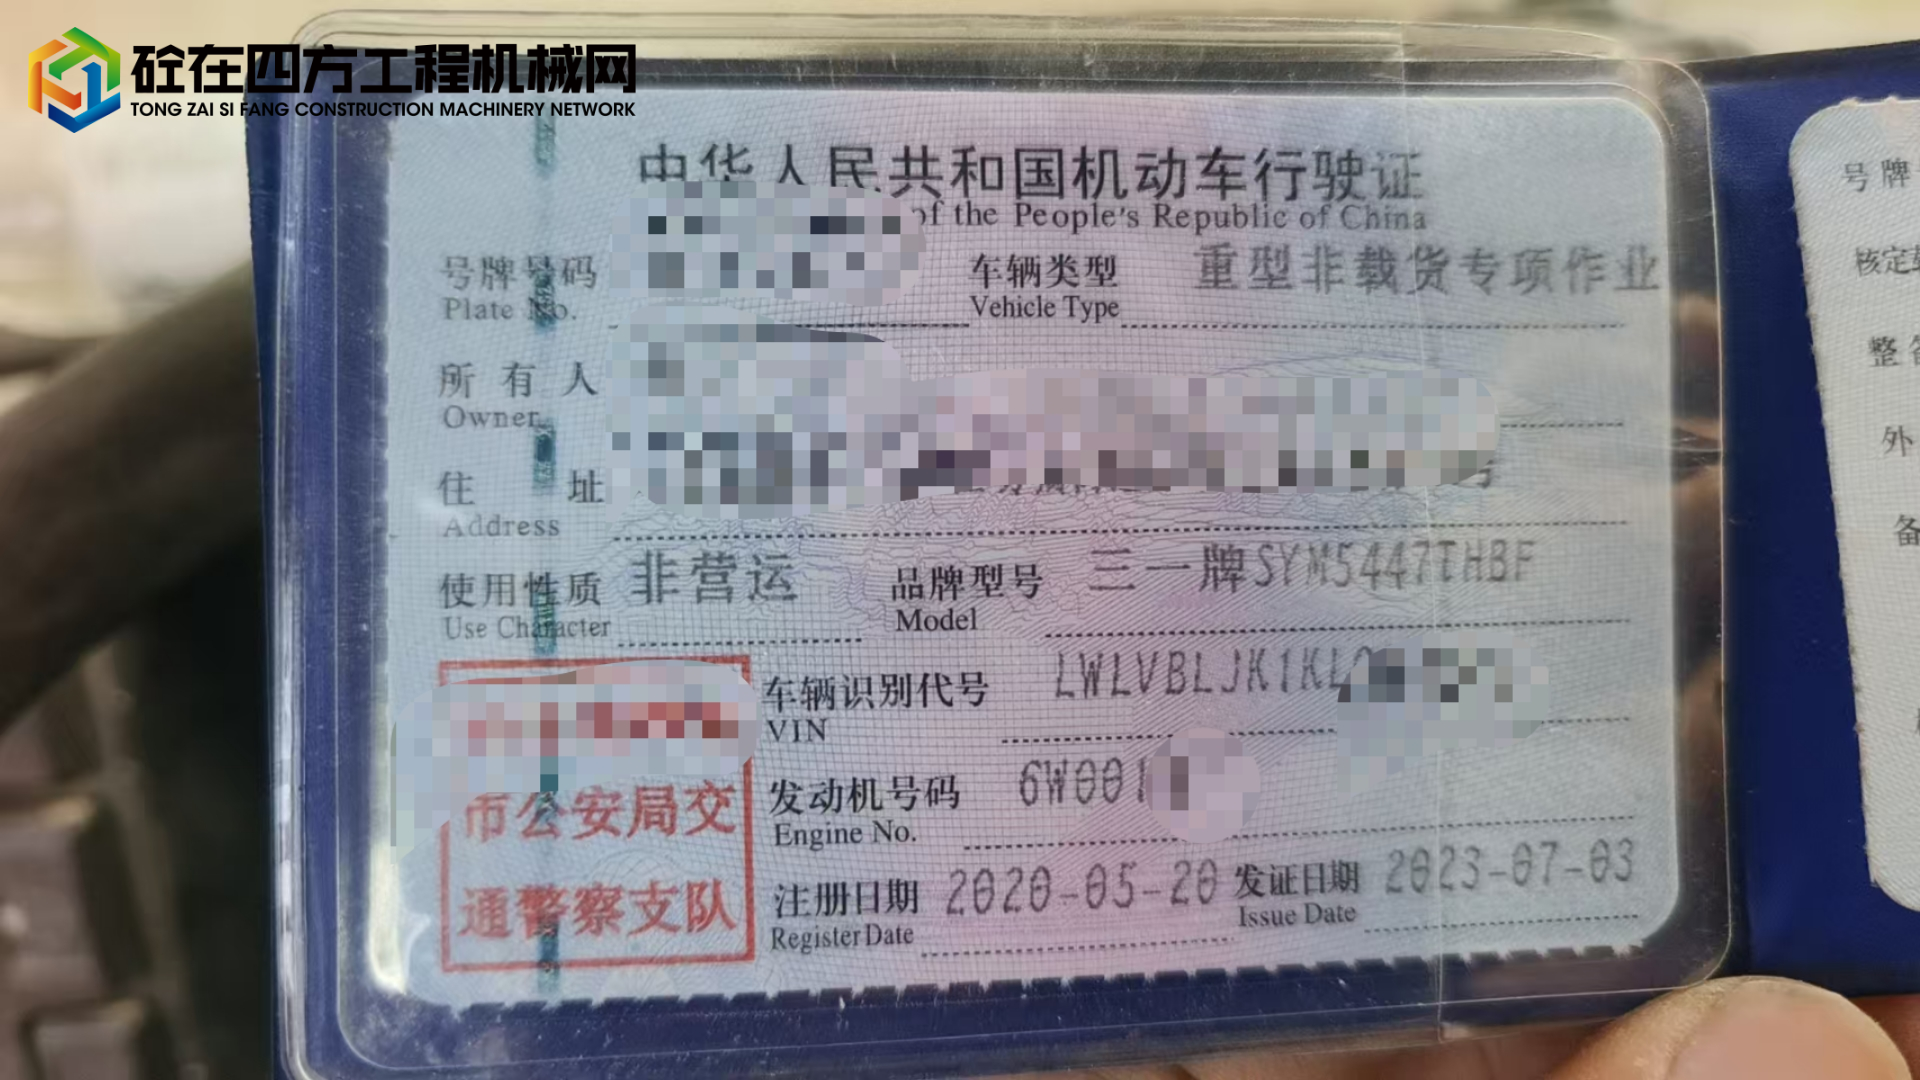 砼在四方工程机械网
TONG ZAI SI FANG CONSTRUCTION MACHINERY NETWORK
中华人民共和国机动车行驶证
of the People's Republic of China
号牌号码 车辆类型 重型非载货专项作业
Plate No. Vehicle Type
所有人
Owner
住址
Address
使用性质 非营运 品牌型号 三一牌SYM5447THBF
Use Character Model
车辆识别代号 LWLVBLJK1KL
VIN
发动机号码 6W001
Engine No.
市公安局交
通警察支队
注册日期 2020-05-20 发证日期 2023-07-03
Register Date Issue Date
号牌
核定
整
外
备